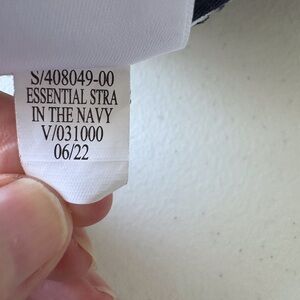 S/408049-00
ESSENTIAL STRA
IN THE NAVY
V/031000
06/22